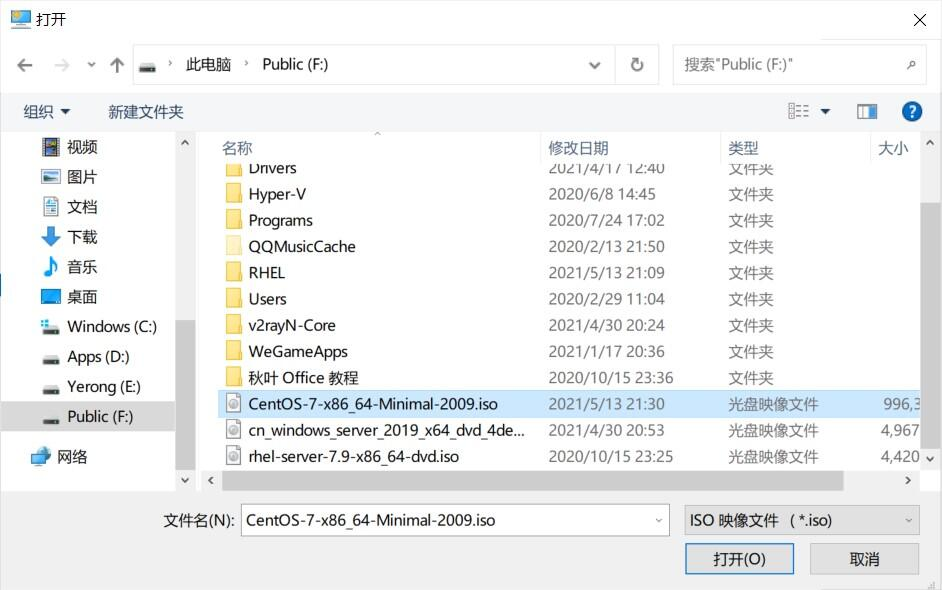 打开
此电脑 Public (F:) 搜索"Public (F:)"
组织 新建文件夹
视频
图片
文档
下载
音乐
桌面
Windows (C:)
Apps (D:)
Yerong (E:)
Public (F:)
网络
名称 修改日期 类型 大小
Drivers 2021/4/17 12:40 文件夹
Hyper-V 2020/6/8 14:45 文件夹
Programs 2020/7/24 17:02 文件夹
QQMusicCache 2020/2/13 21:50 文件夹
RHEL 2021/5/13 21:09 文件夹
Users 2020/2/29 11:04 文件夹
v2rayN-Core 2021/4/30 20:24 文件夹
WeGameApps 2021/1/17 20:36 文件夹
秋叶 Office 教程 2020/10/15 23:36 文件夹
CentOS-7-x86_64-Minimal-2009.iso 2021/5/13 21:30 光盘映像文件 996,3
cn_windows_server_2019_x64_dvd_4de... 2021/4/30 20:53 光盘映像文件 4,967
rhel-server-7.9-x86_64-dvd.iso 2020/10/15 23:25 光盘映像文件 4,420
文件名(N): CentOS-7-x86_64-Minimal-2009.iso ISO 映像文件 (*.iso)
打开(O) 取消